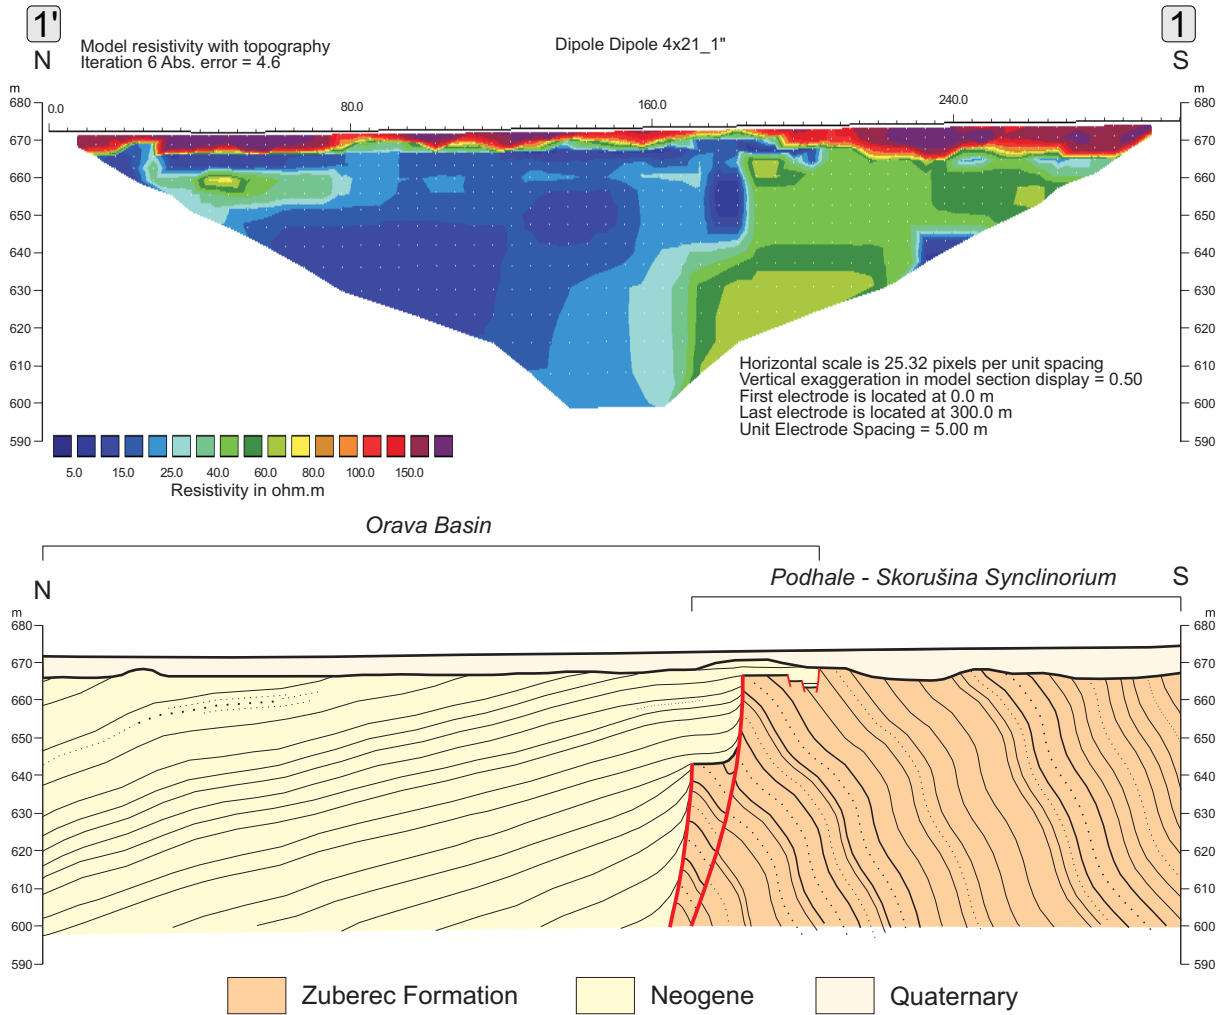 1'
1
N
S
Model resistivity with topography
Iteration 6 Abs. error = 4.6
Dipole Dipole 4x21_1"
m
m
0.0
80.0
160.0
240.0
680
680
670
670
660
660
650
650
640
640
630
630
620
620
610
610
600
600
590
590
Horizontal scale is 25.32 pixels per unit spacing
Vertical exaggeration in model section display = 0.50
First electrode is located at 0.0 m
Last electrode is located at 300.0 m
Unit Electrode Spacing = 5.00 m
5.0 15.0 25.0 40.0 60.0 80.0 100.0 150.0
Resistivity in ohm.m
Orava Basin
Podhale - Skorušina Synclinorium
N
S
m
m
680
680
670
670
660
660
650
650
640
640
630
630
620
620
610
610
600
600
590
590
Zuberec Formation
Neogene
Quaternary